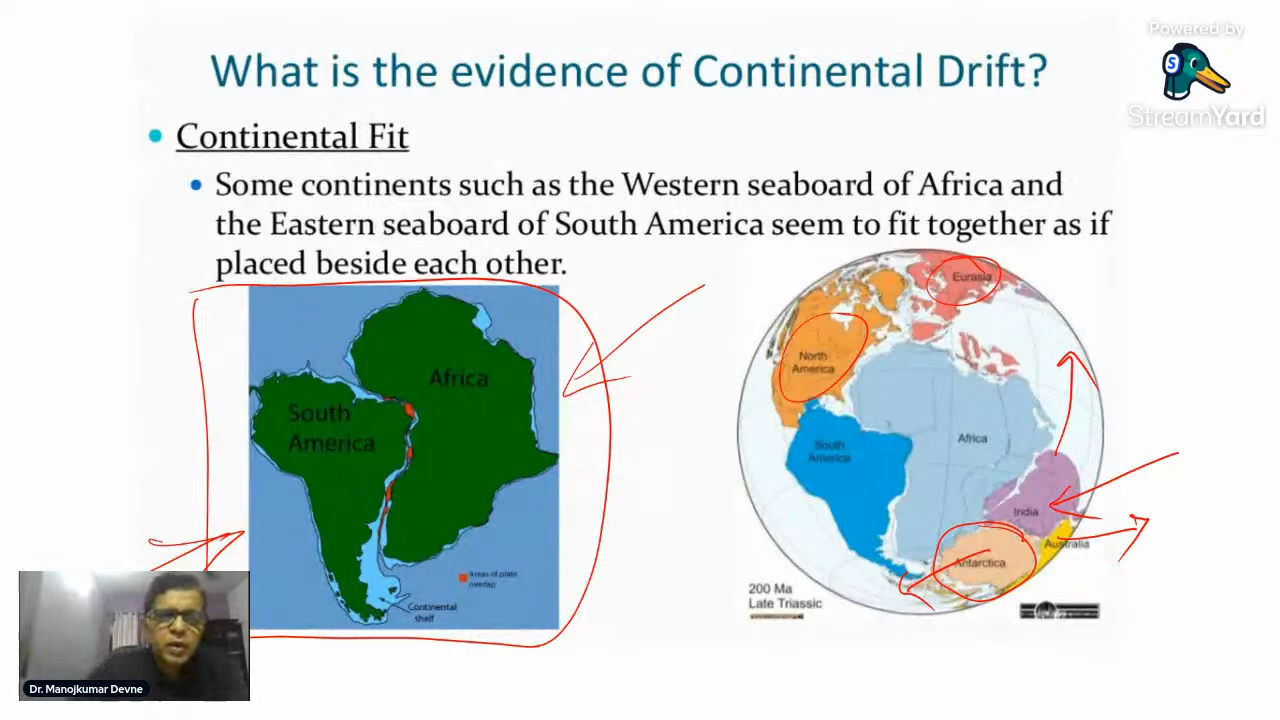 Powered by
StreamYard
What is the evidence of Continental Drift?
• Continental Fit
• Some continents such as the Western seaboard of Africa and
the Eastern seaboard of South America seem to fit together as if
placed beside each other.
Africa
South
America
Areas of plate
overlap
Continental
shelf
Eurasia
North
America
Africa
South
America
India
Australia
Antarctica
200 Ma
Late Triassic
Dr. Manojkumar Devne